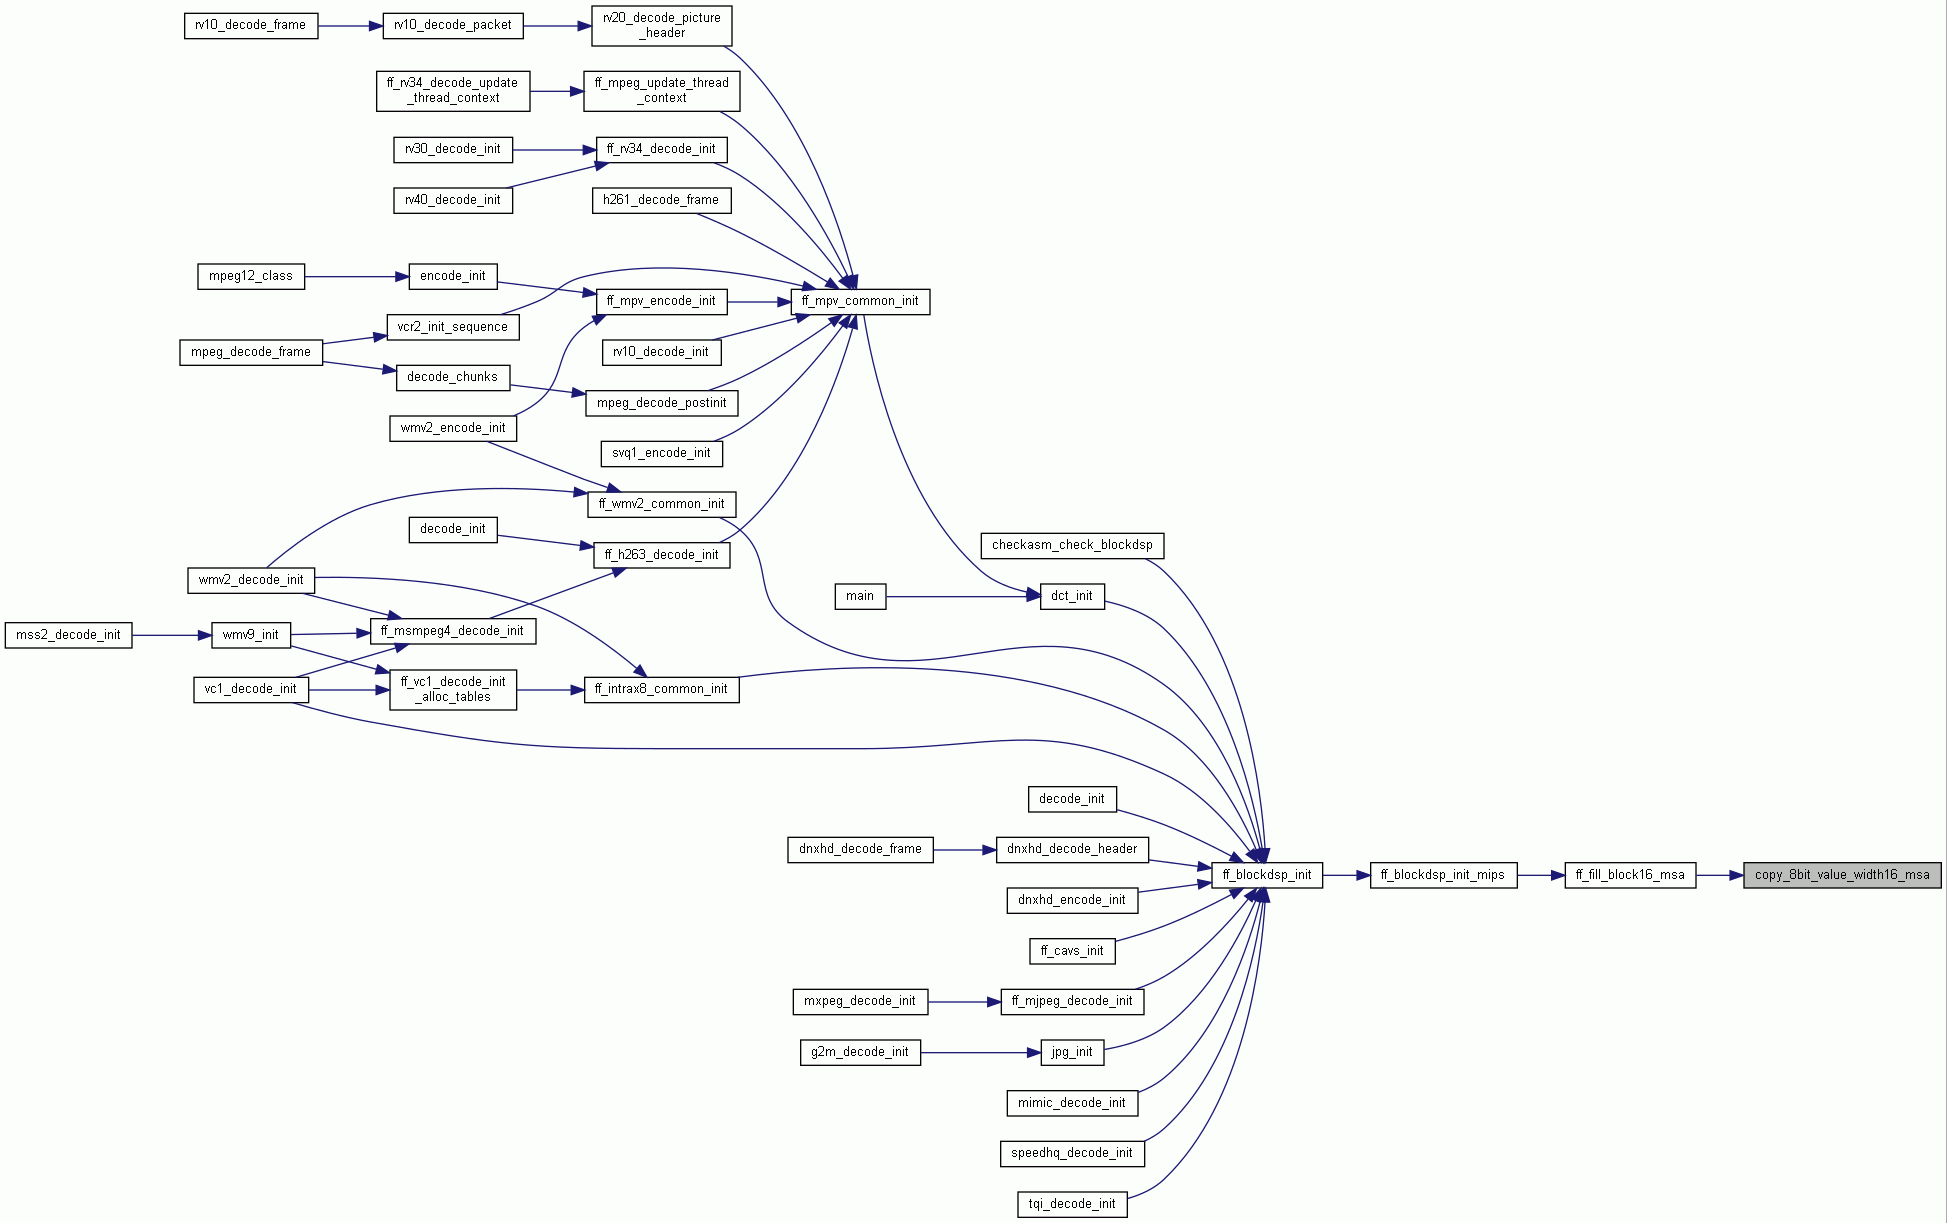 rv10_decode_frame
rv10_decode_packet
rv20_decode_picture
_header
ff_rv34_decode_update
_thread_context
ff_mpeg_update_thread
_context
rv30_decode_init
ff_rv34_decode_init
rv40_decode_init
h261_decode_frame
mpeg12_class
encode_init
ff_mpv_encode_init
ff_mpv_common_init
vcr2_init_sequence
mpeg_decode_frame
rv10_decode_init
decode_chunks
mpeg_decode_postinit
wmv2_encode_init
svq1_encode_init
ff_wmv2_common_init
decode_init
ff_h263_decode_init
checkasm_check_blockdsp
wmv2_decode_init
main
dct_init
mss2_decode_init
wmv9_init
ff_msmpeg4_decode_init
vc1_decode_init
ff_vc1_decode_init
_alloc_tables
ff_intrax8_common_init
decode_init
dnxhd_decode_frame
dnxhd_decode_header
ff_blockdsp_init
ff_blockdsp_init_mips
ff_fill_block16_msa
copy_8bit_value_width16_msa
dnxhd_encode_init
ff_cavs_init
mxpeg_decode_init
ff_mjpeg_decode_init
g2m_decode_init
jpg_init
mimic_decode_init
speedhq_decode_init
tqi_decode_init